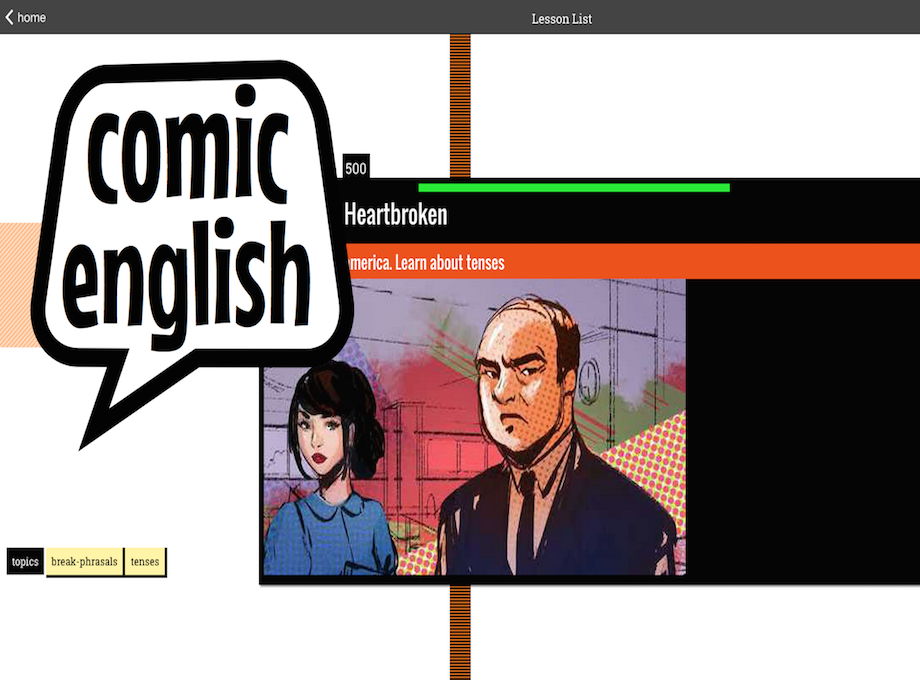 home
Lesson List
comic
english
500
Heartbroken
merica. Learn about tenses
topics
break-phrasals
tenses